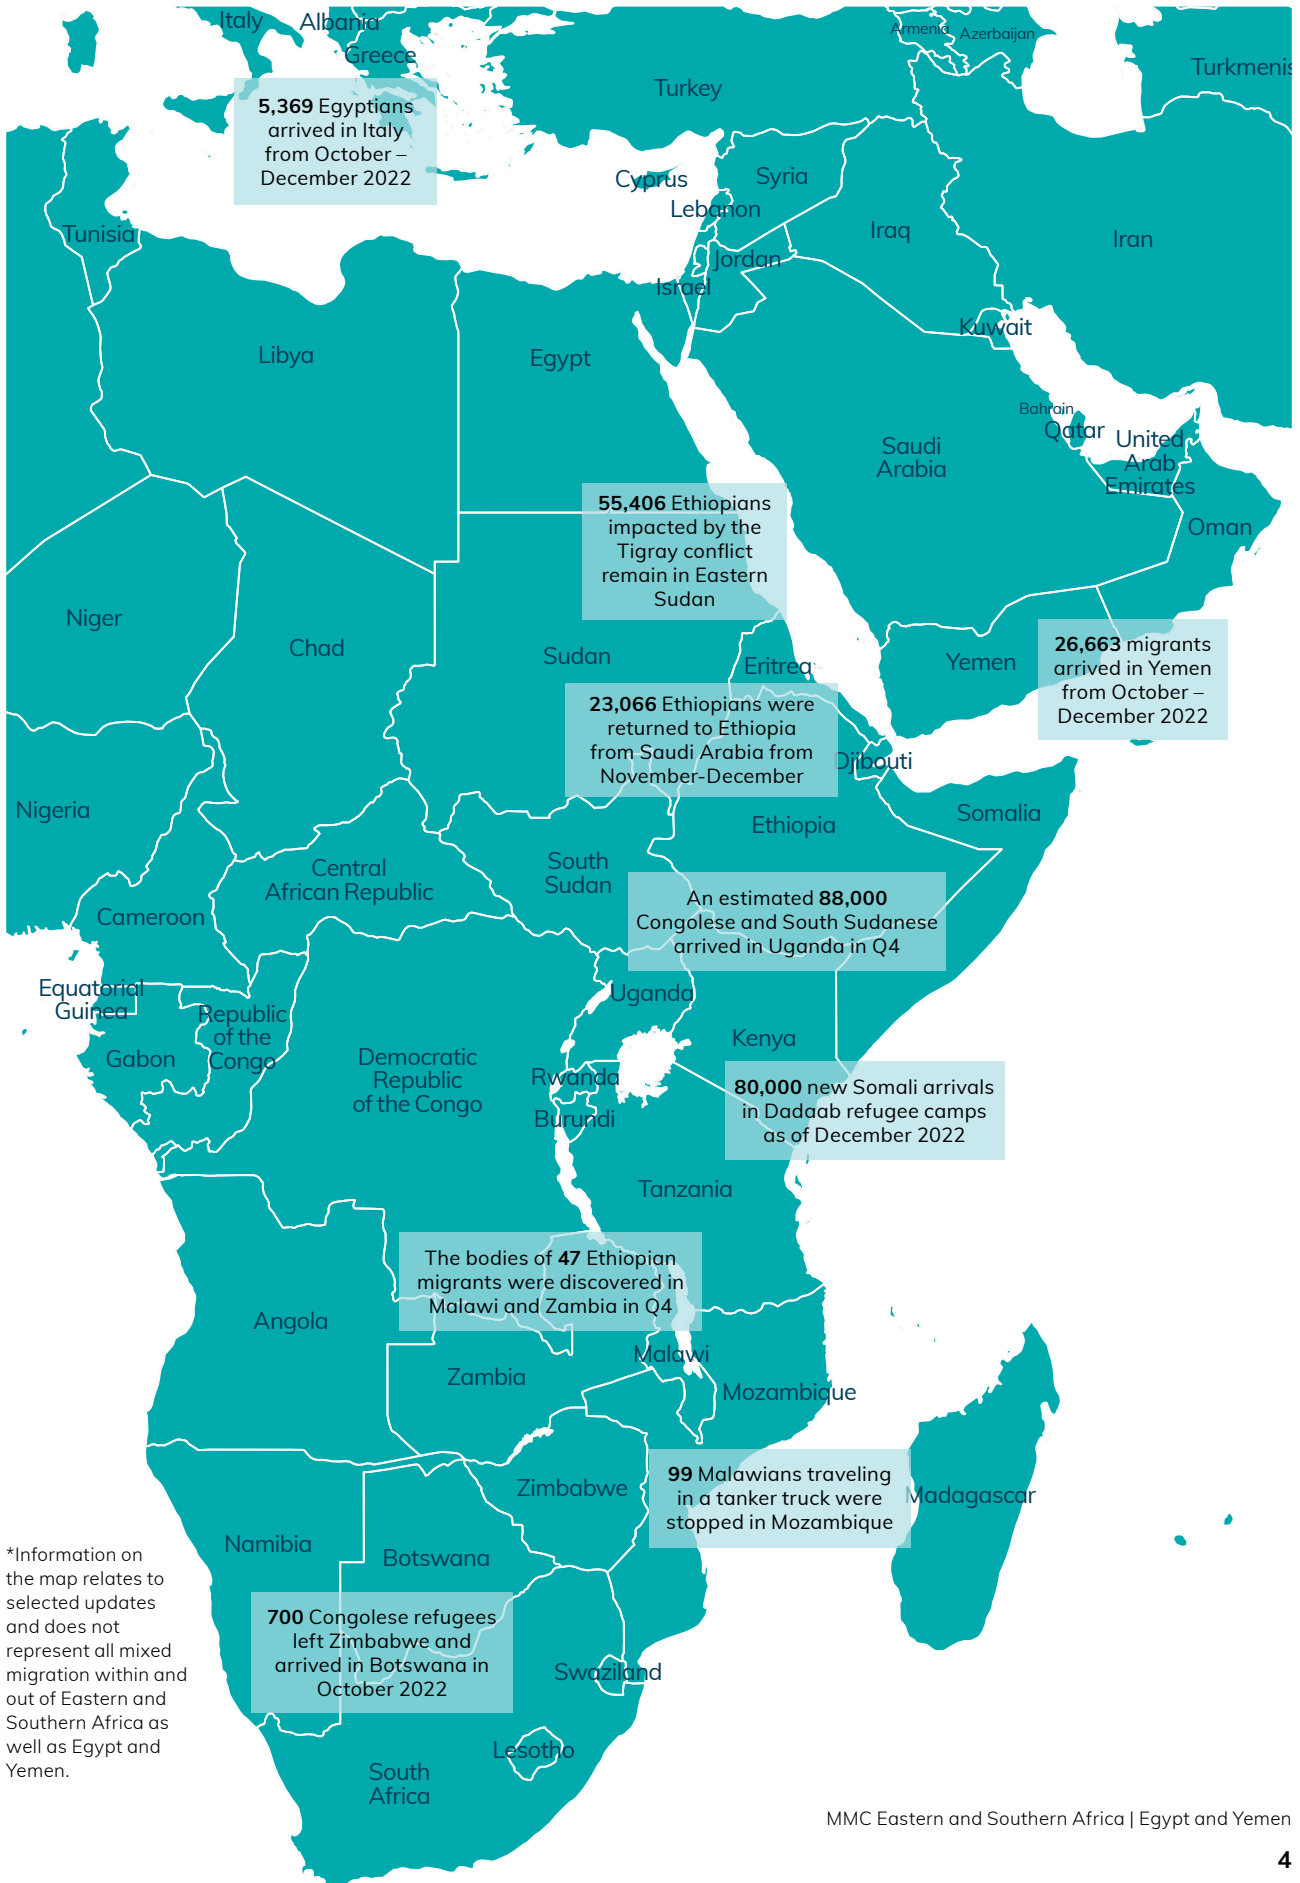 Italy
Albania
Greece
Armenia
Azerbaijan
Turkmenis
Turkey
5,369 Egyptians
arrived in Italy
from October –
December 2022
Cyprus
Syria
Lebanon
Tunisia
Iraq
Iran
Jordan
Israel
Kuwait
Libya
Egypt
Bahrain
Qatar
Saudi
Arabia
United
Arab
Emirates
55,406 Ethiopians
impacted by the
Tigray conflict
remain in Eastern
Sudan
Oman
Niger
Chad
Sudan
Eritrea
Yemen
26,663 migrants
arrived in Yemen
from October –
December 2022
23,066 Ethiopians were
returned to Ethiopia
from Saudi Arabia from
November-December
Djibouti
Nigeria
Ethiopia
Somalia
Central
African Republic
South
Sudan
An estimated 88,000
Congolese and South Sudanese
arrived in Uganda in Q4
Cameroon
Equatorial
Guinea
Republic
of the
Congo
Uganda
Gabon
Democratic
Republic
of the Congo
Kenya
Rwanda
Burundi
80,000 new Somali arrivals
in Dadaab refugee camps
as of December 2022
Tanzania
The bodies of 47 Ethiopian
migrants were discovered in
Malawi and Zambia in Q4
Angola
Malawi
Zambia
Mozambique
99 Malawians traveling
in a tanker truck were
stopped in Mozambique
Zimbabwe
Madagascar
Namibia
Botswana
*Information on
the map relates to
selected updates
and does not
represent all mixed
migration within and
out of Eastern and
Southern Africa as
well as Egypt and
Yemen.
700 Congolese refugees
left Zimbabwe and
arrived in Botswana in
October 2022
Swaziland
Lesotho
South
Africa
MMC Eastern and Southern Africa | Egypt and Yemen
4